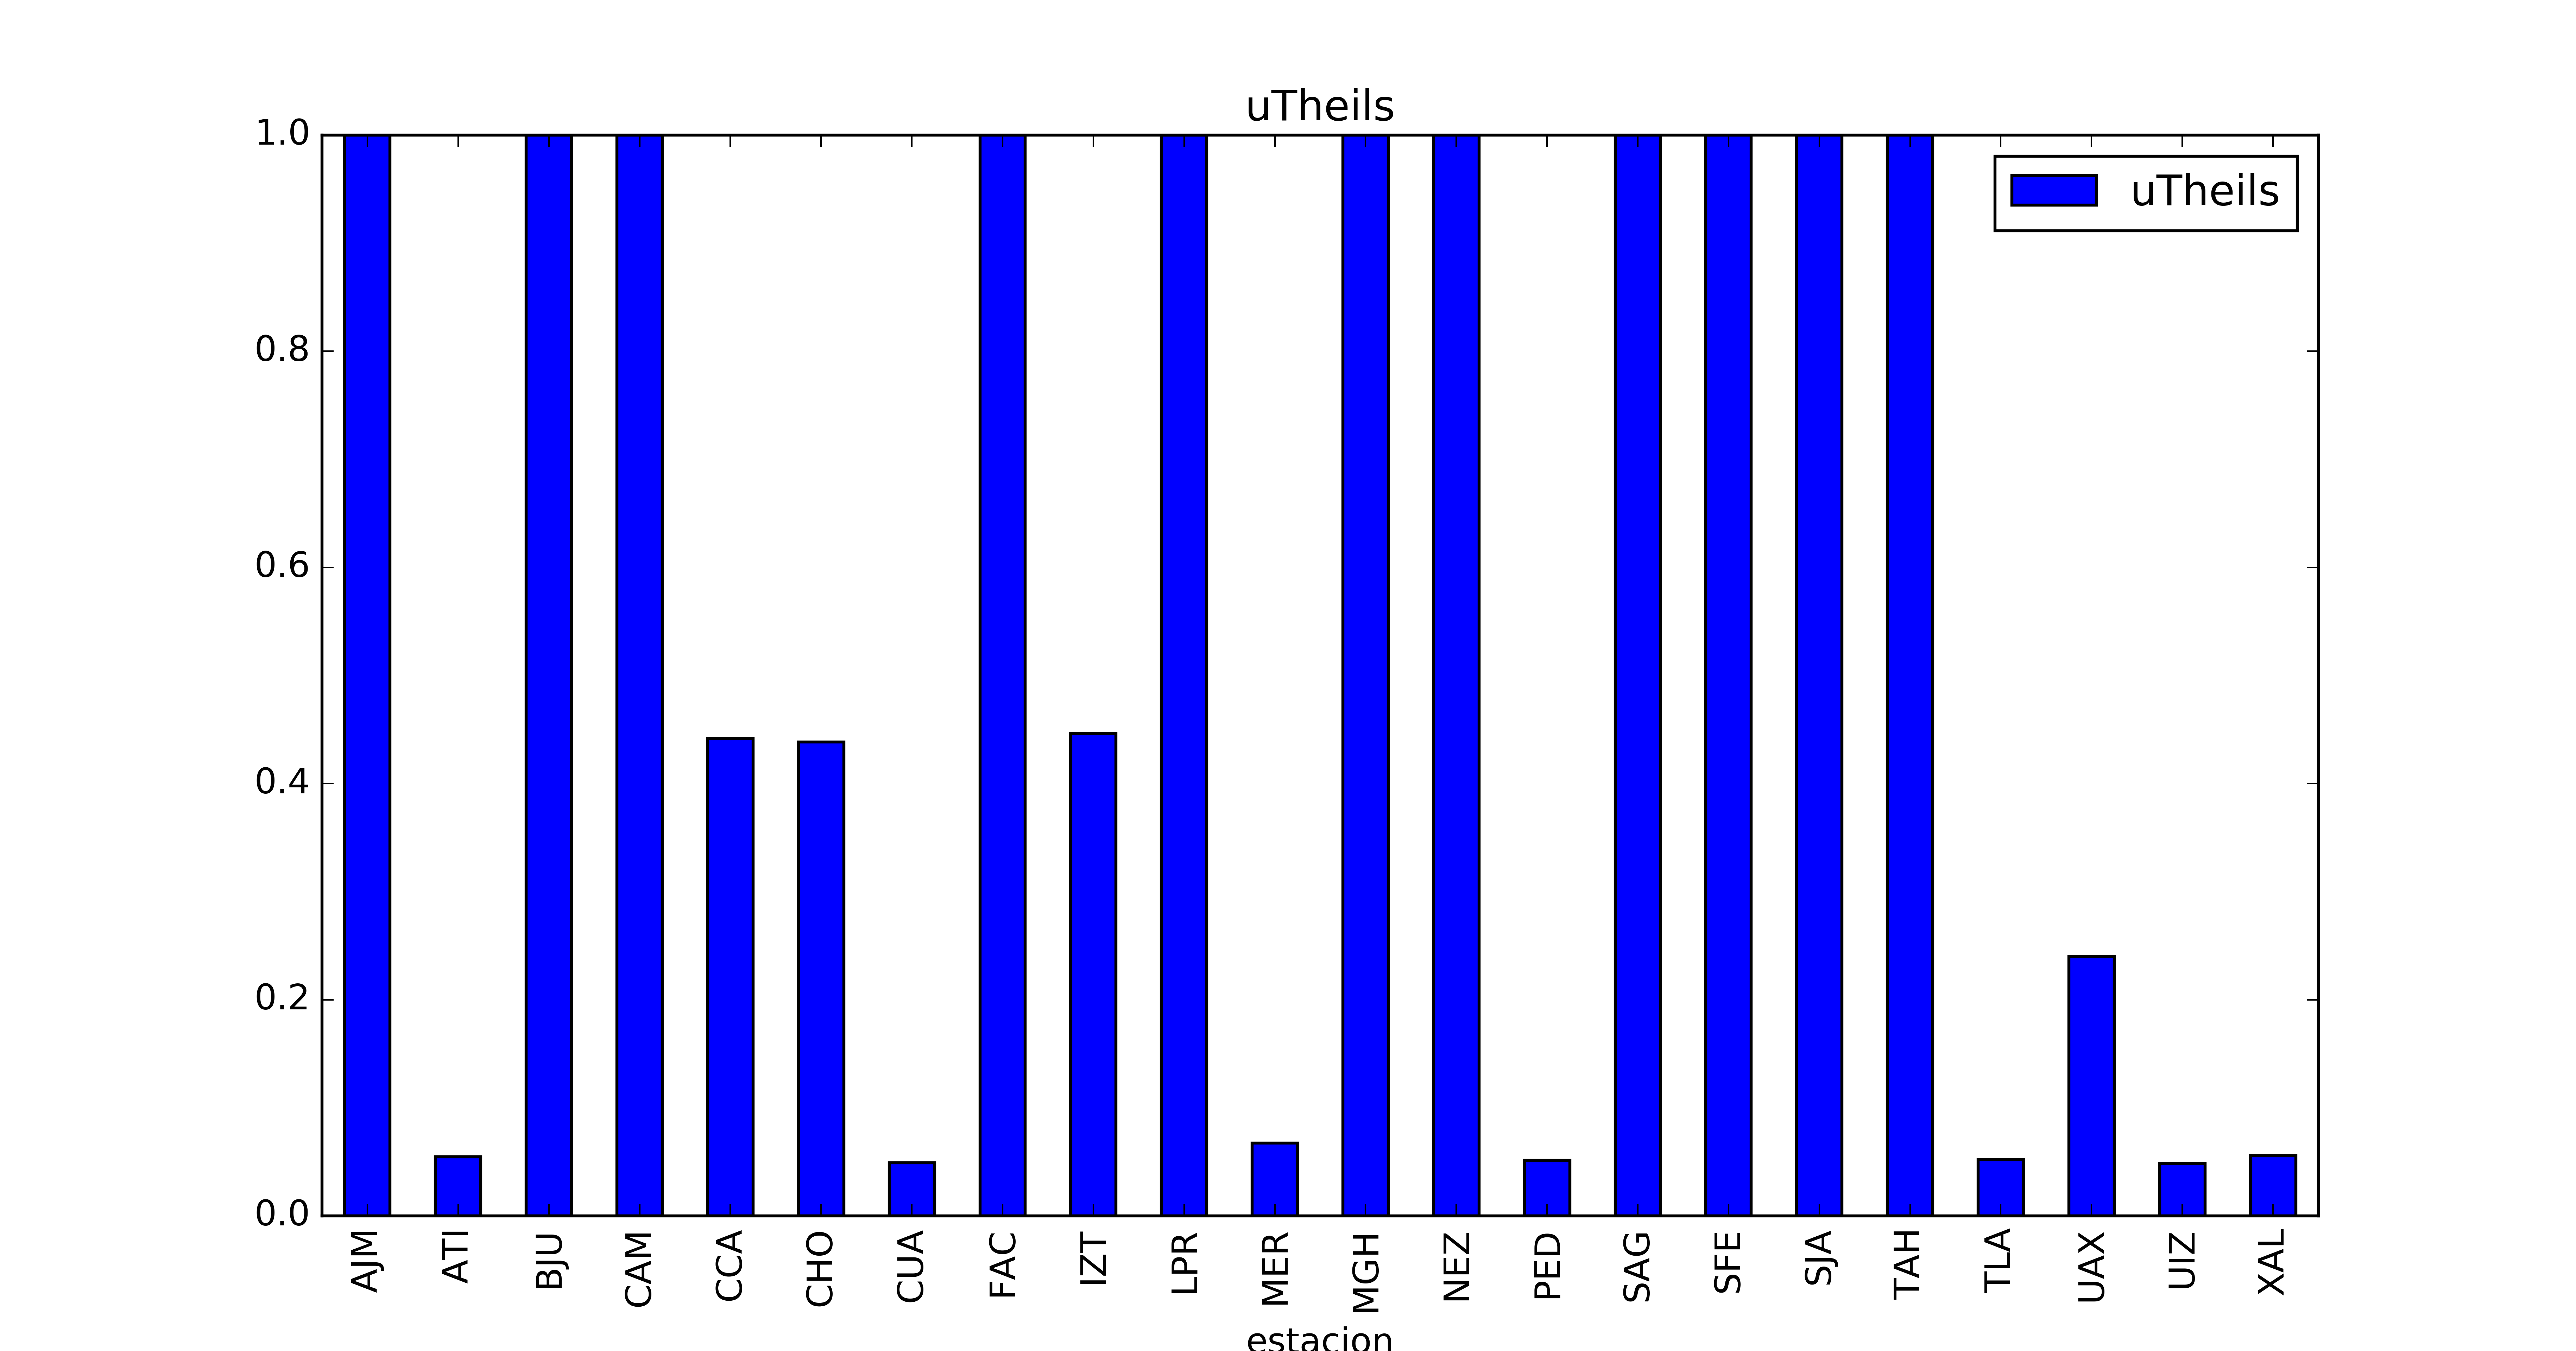 uTheils
uTheils
1.0
0.8
0.6
0.4
0.2
0.0
AJM ATI BJU CAM CCA CHO CUA FAC IZT LPR MER MGH NEZ PED SAG SFE SJA TAH TLA UAX UIZ XAL
estacion